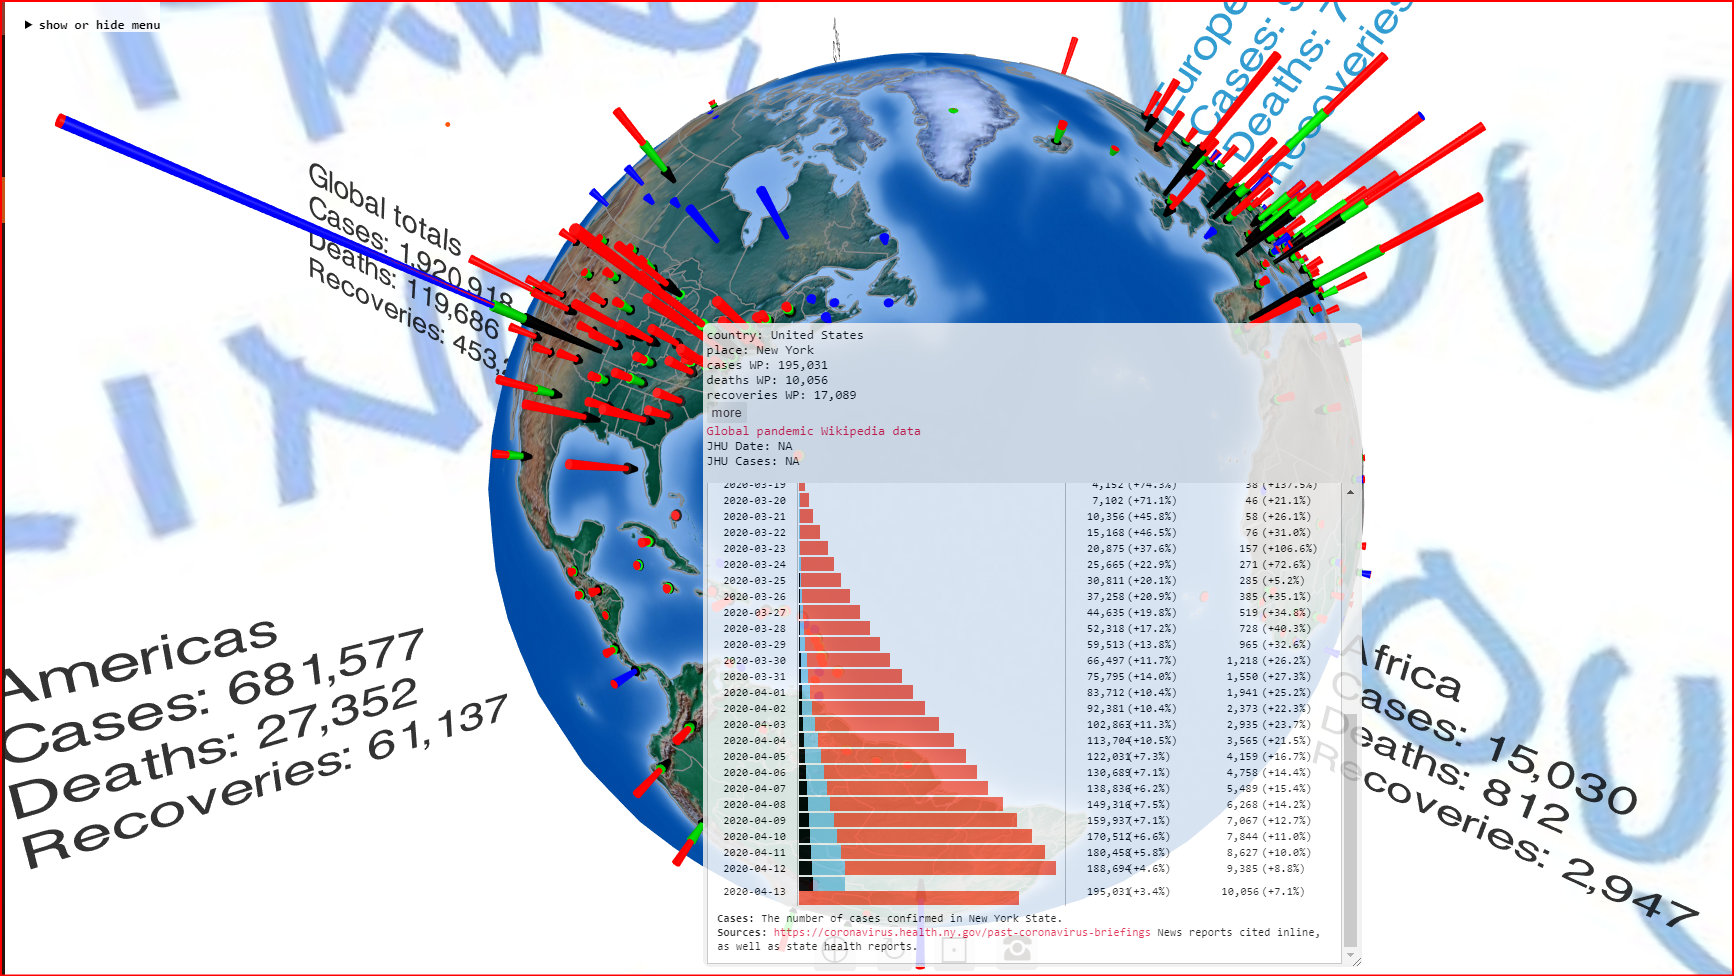 ▶ show or hide menu
Global totals
Cases: 1,920,918
Deaths: 119,686
Recoveries: 453,
Europe
Cases:
Deaths: 7
Recoveries
Americas
Cases: 681,577
Deaths: 27,352
Recoveries: 61,137
Africa
Cases: 15,030
Deaths: 812
Recoveries: 2,947
country: United States
place: New York
cases WP: 195,031
deaths WP: 10,056
recoveries WP: 17,089
more
Global pandemic Wikipedia data
JHU Date: NA
JHU Cases: NA
2020-03-19 4,152 (+74.3%) 38 (+137.5%)
2020-03-20 7,102 (+71.1%) 46 (+21.1%)
2020-03-21 10,356 (+45.8%) 58 (+26.1%)
2020-03-22 15,168 (+46.5%) 76 (+31.0%)
2020-03-23 20,875 (+37.6%) 157 (+106.6%)
2020-03-24 25,665 (+22.9%) 271 (+72.6%)
2020-03-25 30,811 (+20.1%) 285 (+5.2%)
2020-03-26 37,258 (+20.9%) 385 (+35.1%)
2020-03-27 44,635 (+19.8%) 519 (+34.8%)
2020-03-28 52,318 (+17.2%) 728 (+40.3%)
2020-03-29 59,513 (+13.8%) 965 (+32.6%)
2020-03-30 66,497 (+11.7%) 1,218 (+26.2%)
2020-03-31 75,795 (+14.0%) 1,550 (+27.3%)
2020-04-01 83,712 (+10.4%) 1,941 (+25.2%)
2020-04-02 92,381 (+10.4%) 2,373 (+22.3%)
2020-04-03 102,863 (+11.3%) 2,935 (+23.7%)
2020-04-04 113,704 (+10.5%) 3,565 (+21.5%)
2020-04-05 122,031 (+7.3%) 4,159 (+16.7%)
2020-04-06 130,689 (+7.1%) 4,758 (+14.4%)
2020-04-07 138,836 (+6.2%) 5,489 (+15.4%)
2020-04-08 149,316 (+7.5%) 6,268 (+14.2%)
2020-04-09 159,937 (+7.1%) 7,067 (+12.7%)
2020-04-10 170,512 (+6.6%) 7,844 (+11.0%)
2020-04-11 180,458 (+5.8%) 8,627 (+10.0%)
2020-04-12 188,694 (+4.6%) 9,385 (+8.8%)
2020-04-13 195,031 (+3.4%) 10,056 (+7.1%)
Cases: The number of cases confirmed in New York State.
Sources: https://coronavirus.health.ny.gov/past-coronavirus-briefings News reports cited inline,
as well as state health reports.